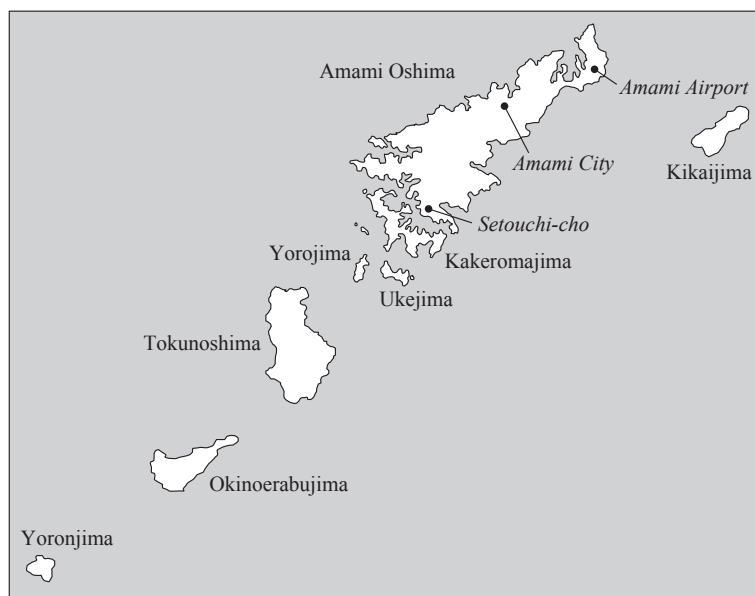 Amami Oshima
Amami Airport
Amami City
Kikaijima
Setouchi-cho
Yorojima
Kakeromajima
Ukejima
Tokunoshima
Okinoerabujima
Yoronjima